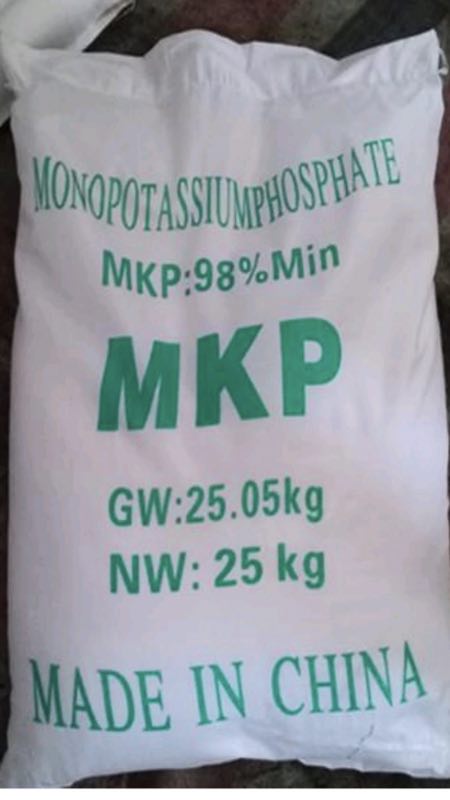 MONOPOTASSIUMPHOSPHATE
MKP:98%Min
MKP
GW:25.05kg
NW: 25 kg
MADE IN CHINA